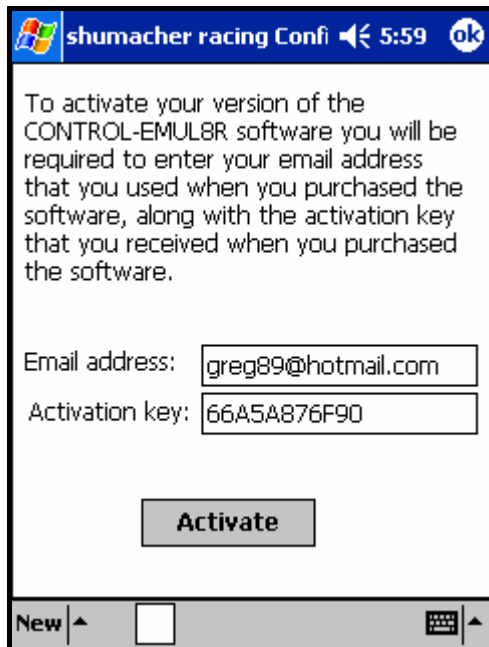 shumacher racing Confi 5:59 ok
To activate your version of the
CONTROL-EMUL8R software you will be
required to enter your email address
that you used when you purchased the
software, along with the activation key
that you received when you purchased
the software.
Email address: greg89@hotmail.com
Activation key: 66A5A876F90
Activate
New